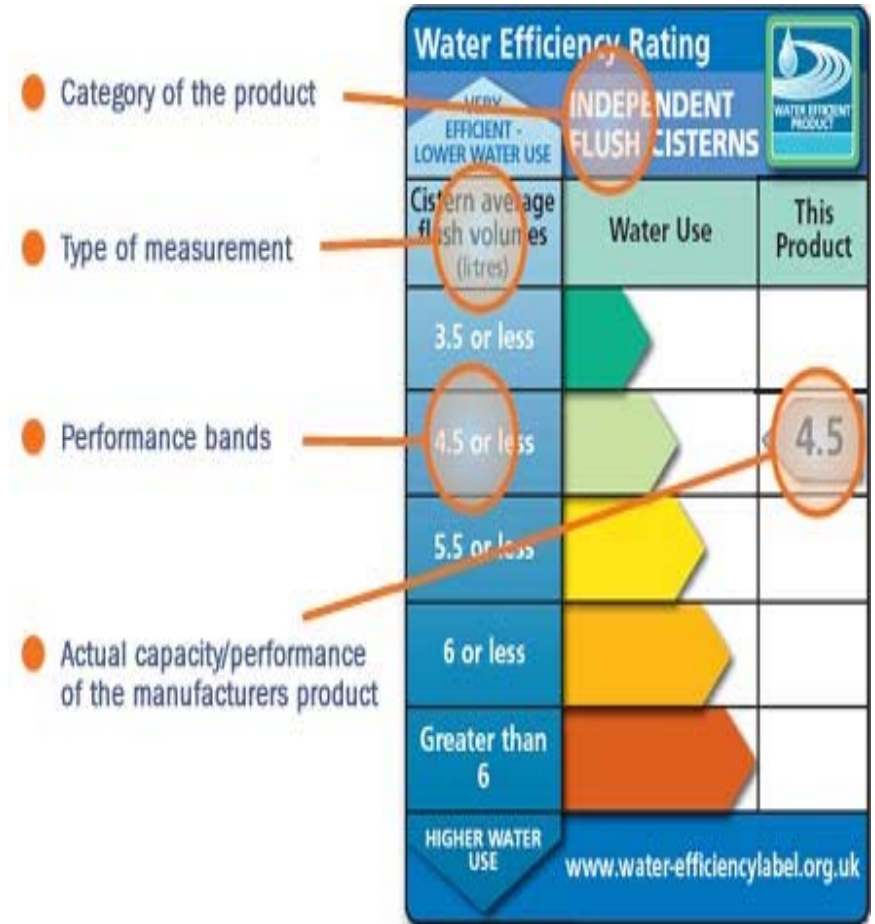 Category of the product
Type of measurement
Performance bands
Actual capacity/performance
of the manufacturers product
Water Efficiency Rating
VERY
EFFICIENT -
LOWER WATER USE
INDEPENDENT
FLUSH CISTERNS
WATER EFFICIENT
PRODUCT
Cistern average
flush volumes
(litres)
Water Use
This
Product
3.5 or less
4.5 or less
4.5
5.5 or less
6 or less
Greater than
6
HIGHER WATER
USE
www.water-efficiencylabel.org.uk